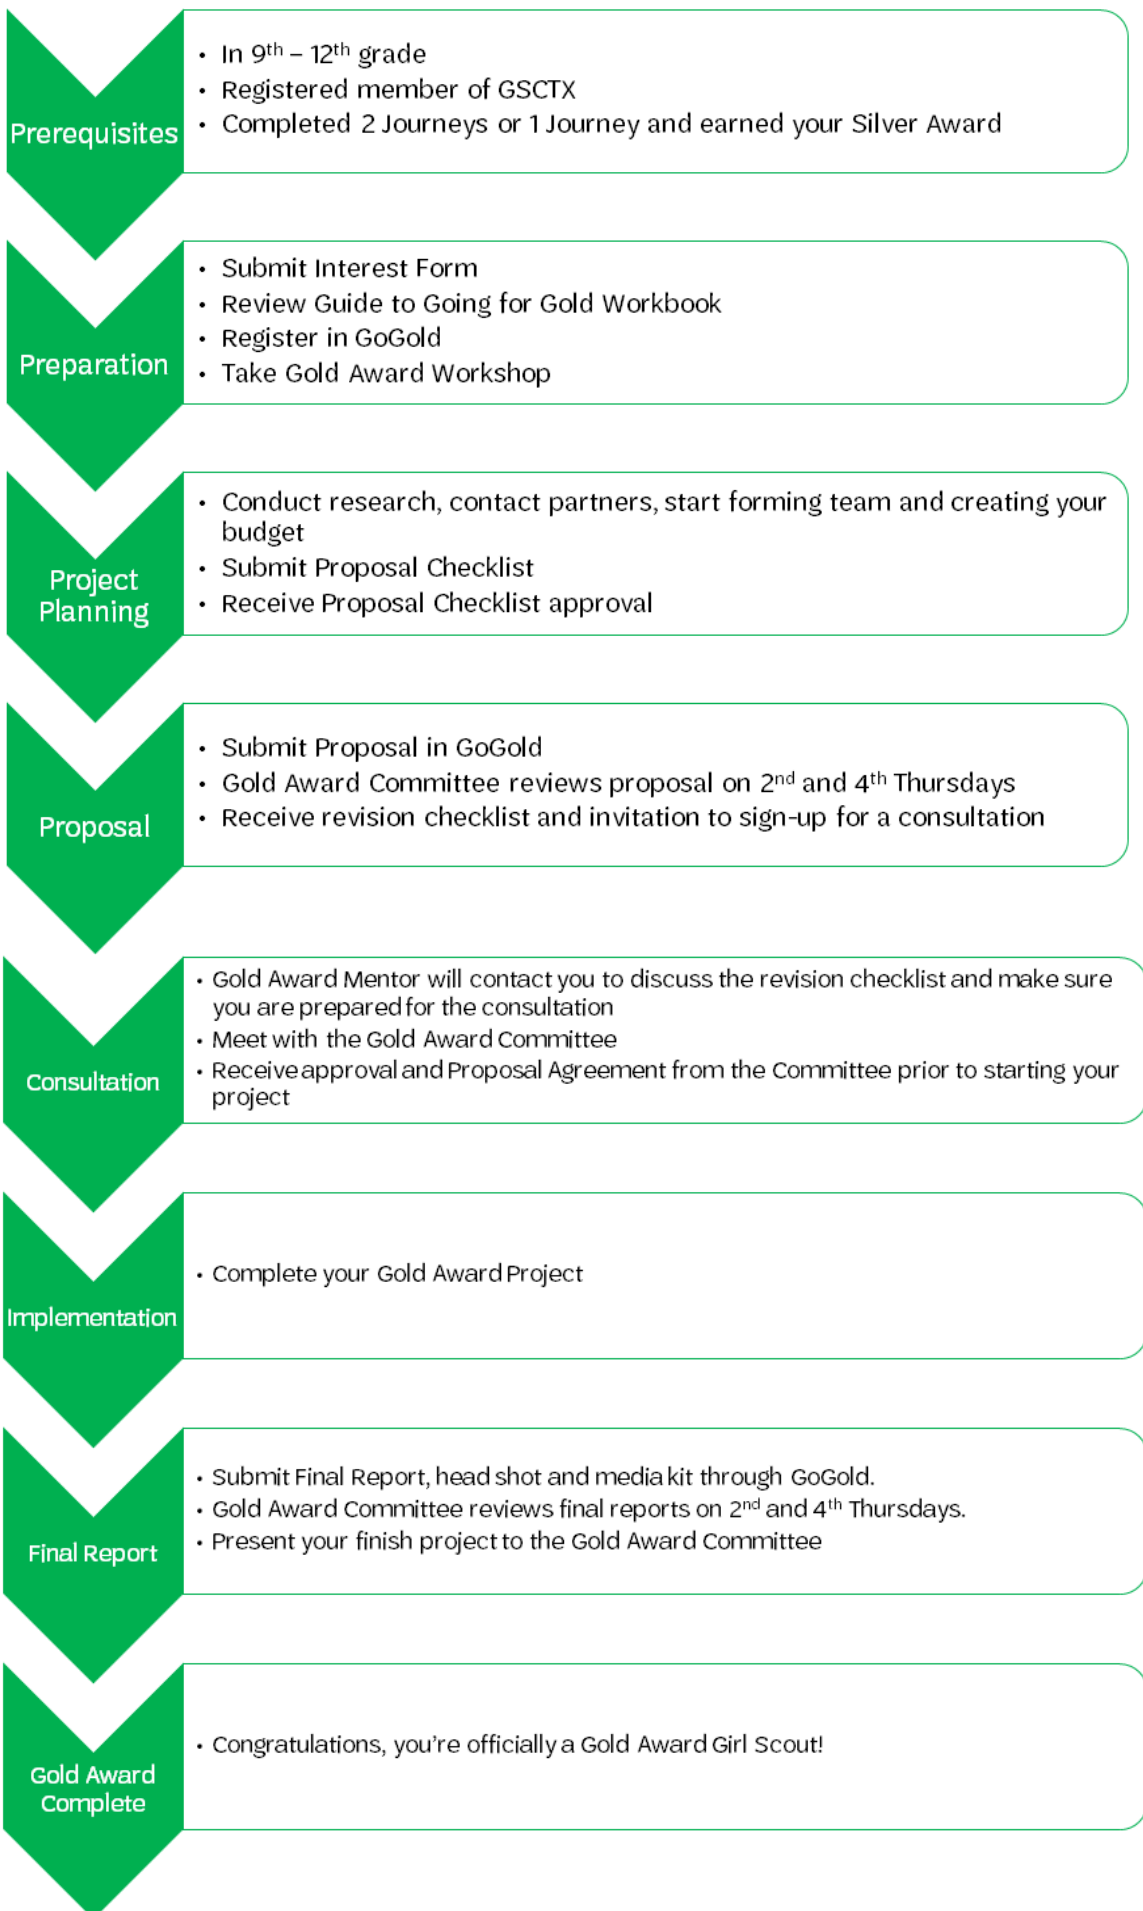 Prerequisites
• In 9th – 12th grade
• Registered member of GSCTX
• Completed 2 Journeys or 1 Journey and earned your Silver Award
Preparation
• Submit Interest Form
• Review Guide to Going for Gold Workbook
• Register in GoGold
• Take Gold Award Workshop
Project
Planning
• Conduct research, contact partners, start forming team and creating your
budget
• Submit Proposal Checklist
• Receive Proposal Checklist approval
Proposal
• Submit Proposal in GoGold
• Gold Award Committee reviews proposal on 2nd and 4th Thursdays
• Receive revision checklist and invitation to sign-up for a consultation
Consultation
• Gold Award Mentor will contact you to discuss the revision checklist and make sure
you are prepared for the consultation
• Meet with the Gold Award Committee
• Receive approval and Proposal Agreement from the Committee prior to starting your
project
Implementation
• Complete your Gold Award Project
Final Report
• Submit Final Report, head shot and media kit through GoGold.
• Gold Award Committee reviews final reports on 2nd and 4th Thursdays.
• Present your finish project to the Gold Award Committee
Gold Award
Complete
• Congratulations, you're officially a Gold Award Girl Scout!